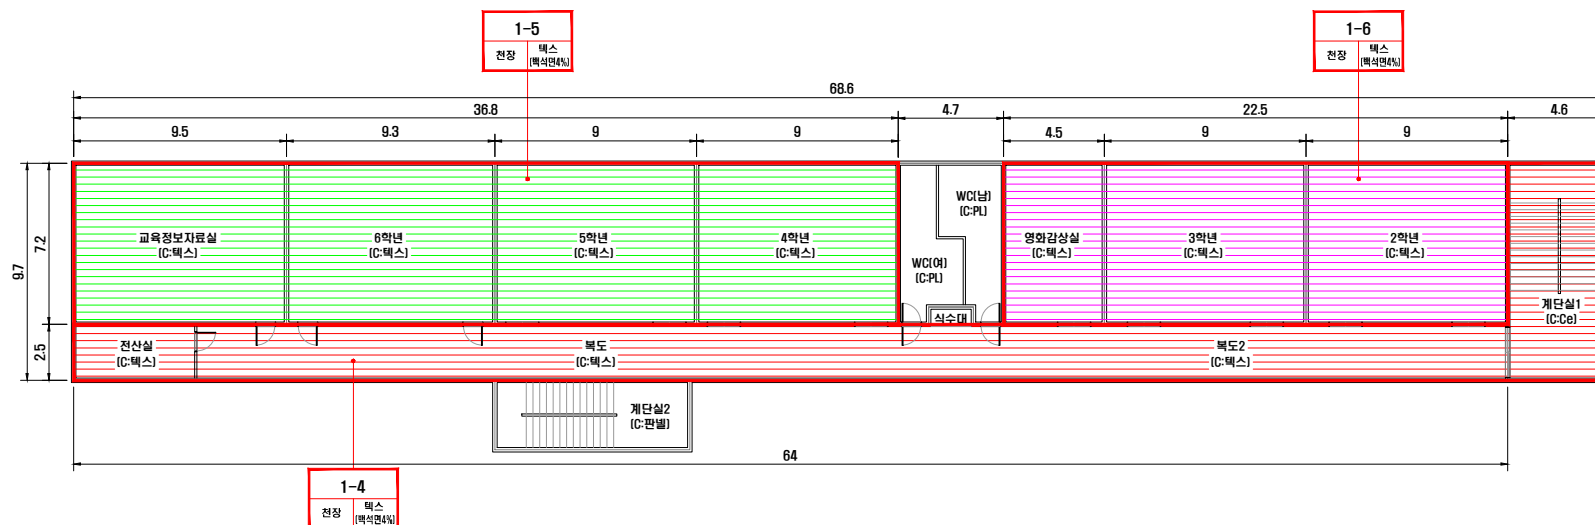 1-5
천장
텍스
(백석면4%)
1-6
천장
텍스
(백석면4%)
68.6
36.8
4.7
22.5
4.6
9.5
9.3
9
9
4.5
9
9
9.7
7.2
2.5
교육정보자료실
(C:텍스)
6학년
(C:텍스)
5학년
(C:텍스)
4학년
(C:텍스)
WC(남)
(C:PL)
WC(여)
(C:PL)
식수대
영화감상실
(C:텍스)
3학년
(C:텍스)
2학년
(C:텍스)
계단실1
(C:Ce)
전산실
(C:텍스)
복도
(C:텍스)
복도2
(C:텍스)
계단실2
(C:판넬)
64
1-4
천장
텍스
(백석면4%)